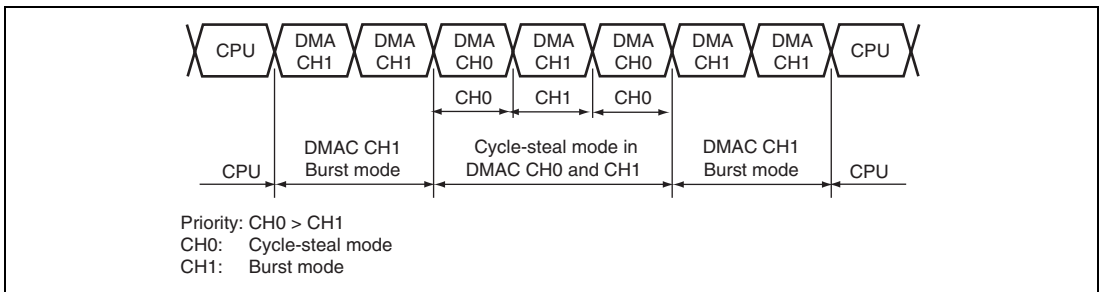 CPU DMA CH1 DMA CH1 DMA CH0 DMA CH1 DMA CH0 DMA CH1 DMA CH1 CPU
CH0 CH1 CH0
CPU DMAC CH1 Burst mode Cycle-steal mode in DMAC CH0 and CH1 DMAC CH1 Burst mode CPU
Priority: CH0 > CH1
CH0: Cycle-steal mode
CH1: Burst mode